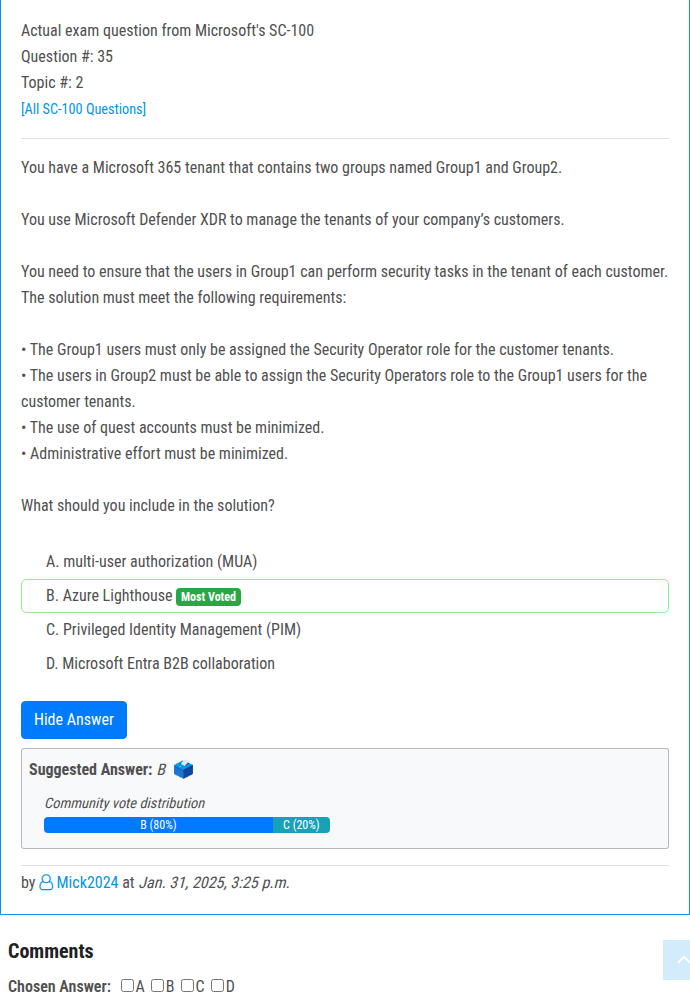 Actual exam question from Microsoft's SC-100
Question #: 35
Topic #: 2
[All SC-100 Questions]
You have a Microsoft 365 tenant that contains two groups named Group1 and Group2.
You use Microsoft Defender XDR to manage the tenants of your company’s customers.
You need to ensure that the users in Group1 can perform security tasks in the tenant of each customer.
The solution must meet the following requirements:
• The Group1 users must only be assigned the Security Operator role for the customer tenants.
• The users in Group2 must be able to assign the Security Operators role to the Group1 users for the
customer tenants.
• The use of quest accounts must be minimized.
• Administrative effort must be minimized.
What should you include in the solution?
A. multi-user authorization (MUA)
B. Azure Lighthouse Most Voted
C. Privileged Identity Management (PIM)
D. Microsoft Entra B2B collaboration
Hide Answer
Suggested Answer: B
Community vote distribution
B (80%) C (20%)
by Mick2024 at Jan. 31, 2025, 3:25 p.m.
Comments
Chosen Answer: A B C D